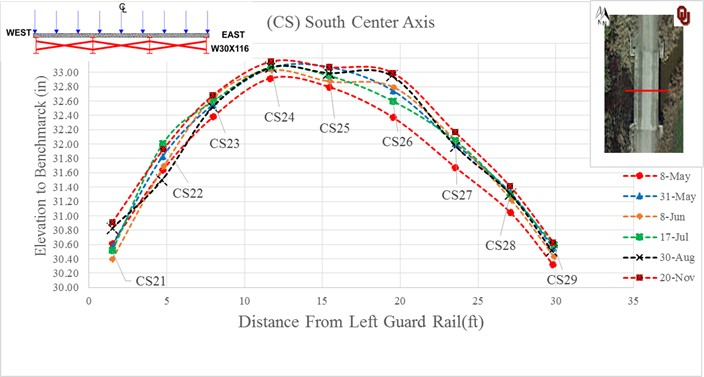 ℄
WEST
EAST
W30X116
(CS) South Center Axis
N
OU
Elevation to Benchmarck (in)
33.00
32.80
32.60
32.40
32.20
32.00
31.80
31.60
31.40
31.20
31.00
30.80
30.60
30.40
30.20
30.00
CS21
CS22
CS23
CS24
CS25
CS26
CS27
CS28
CS29
0
5
10
15
20
25
30
35
Distance From Left Guard Rail(ft)
8-May
31-May
8-Jun
17-Jul
30-Aug
20-Nov